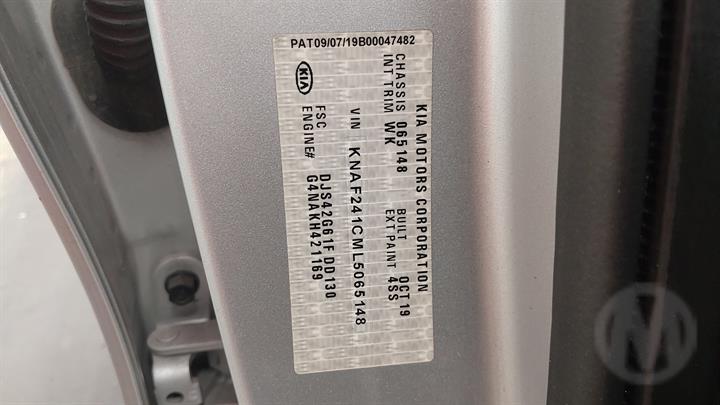 PAT09/07/19B00047482
KIA MOTORS CORPORATION
CHASSIS 065148 BUILT OCT19
INT TRIM WK EXT PAINT 4SS
VIN KNAF241CML5065148
FSC DJS42G61F DD130
ENGINE# G4NAKH421169
KIA
M